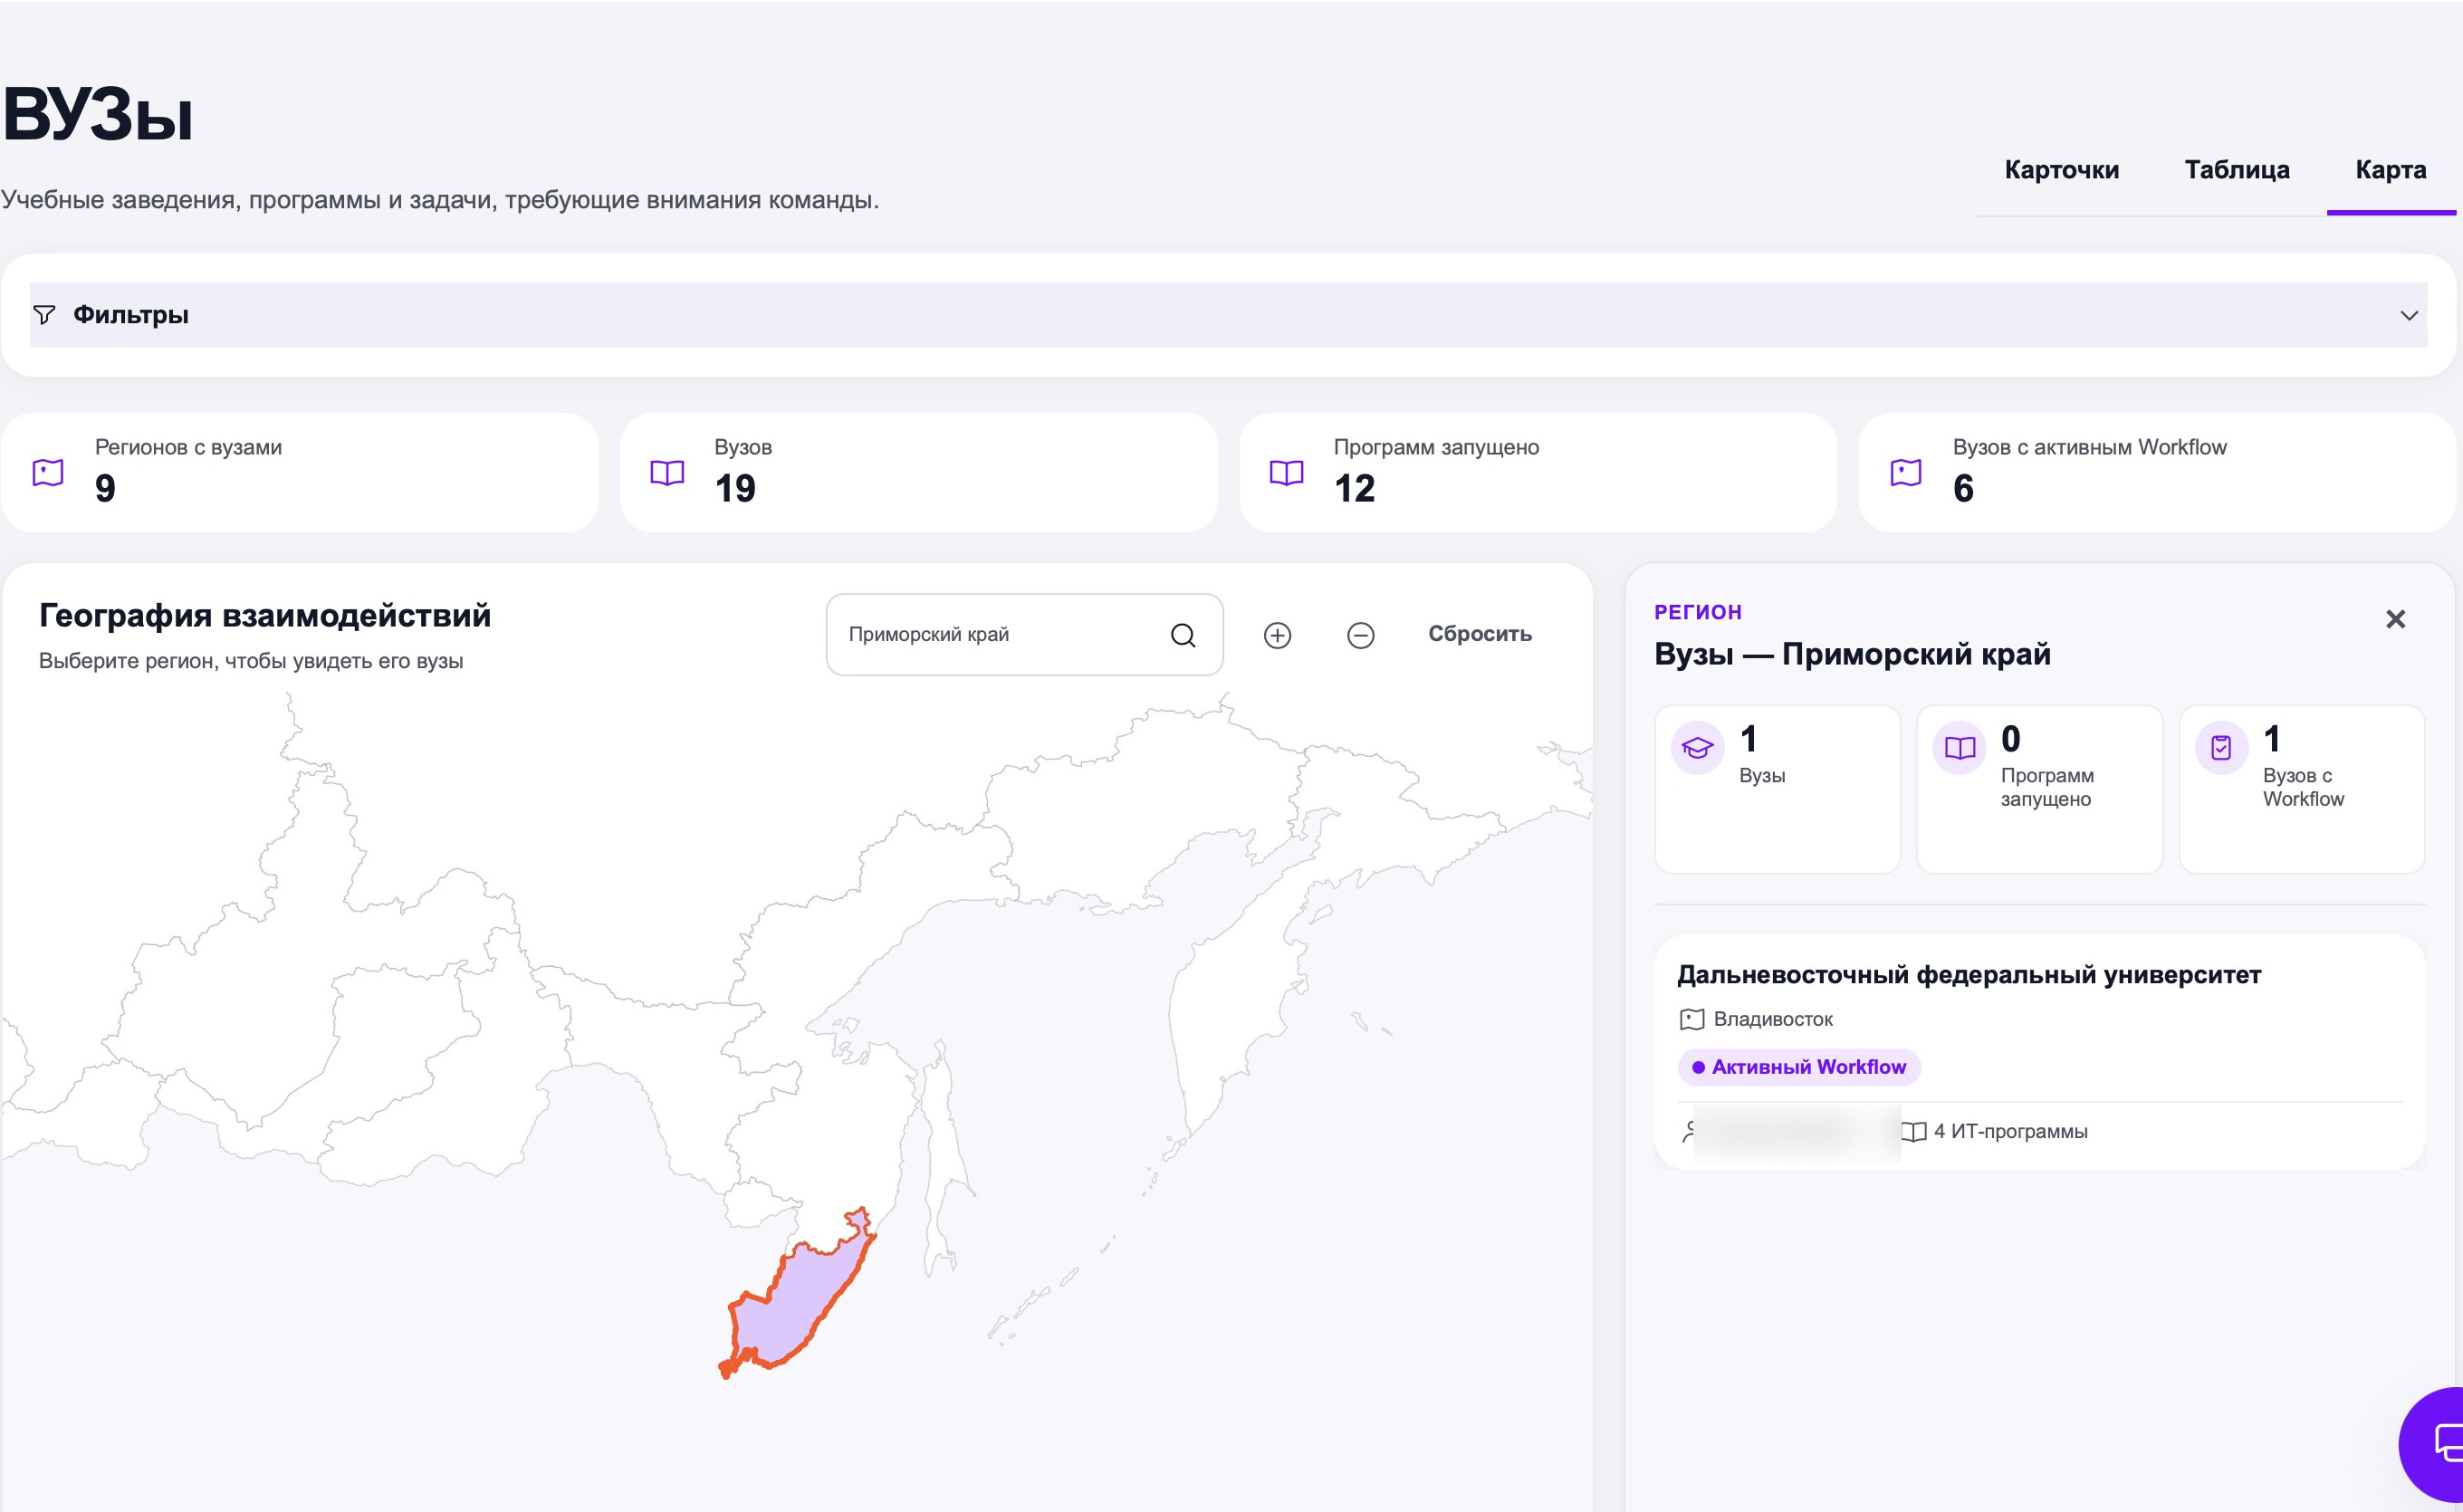 ВУЗы
Учебные заведения, программы и задачи, требующие внимания команды.
Карточки
Таблица
Карта
Фильтры
Регионов с вузами
9
Вузов
19
Программ запущено
12
Вузов с активным Workflow
6
География взаимодействий
Выберите регион, чтобы увидеть его вузы
Приморский край
Сбросить
РЕГИОН
Вузы — Приморский край
1
Вузы
0
Программ
запущено
1
Вузов с
Workflow
Дальневосточный федеральный университет
Владивосток
Активный Workflow
4 ИТ-программы